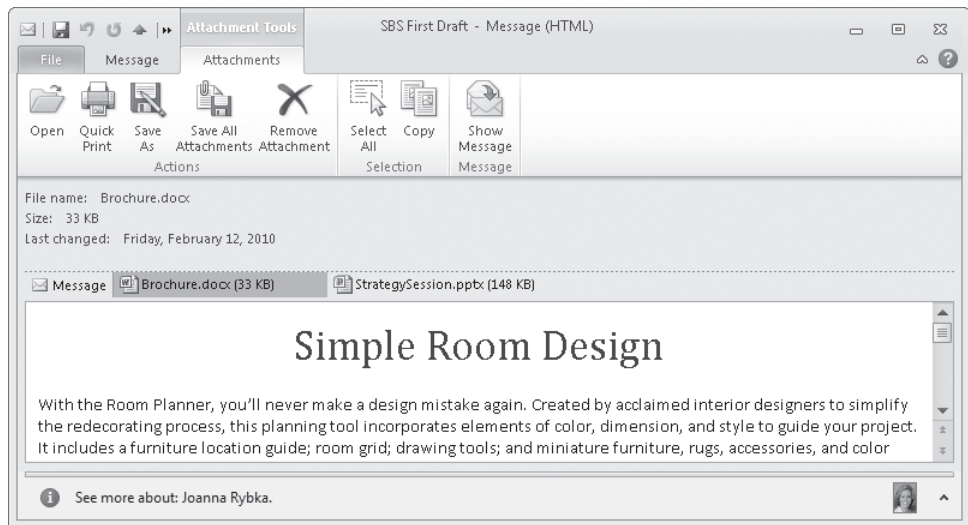 Attachment Tools
SBS First Draft - Message (HTML)
File
Message
Attachments
Open
Quick Print
Save As
Save All Attachments
Remove Attachment
Select All
Copy
Show Message
Actions
Selection
Message
File name: Brochure.docx
Size: 33 KB
Last changed: Friday, February 12, 2010
Message
Brochure.docx (33 KB)
StrategySession.pptx (148 KB)
Simple Room Design
With the Room Planner, you'll never make a design mistake again. Created by acclaimed interior designers to simplify
the redecorating process, this planning tool incorporates elements of color, dimension, and style to guide your project.
It includes a furniture location guide; room grid; drawing tools; and miniature furniture, rugs, accessories, and color
See more about: Joanna Rybka.